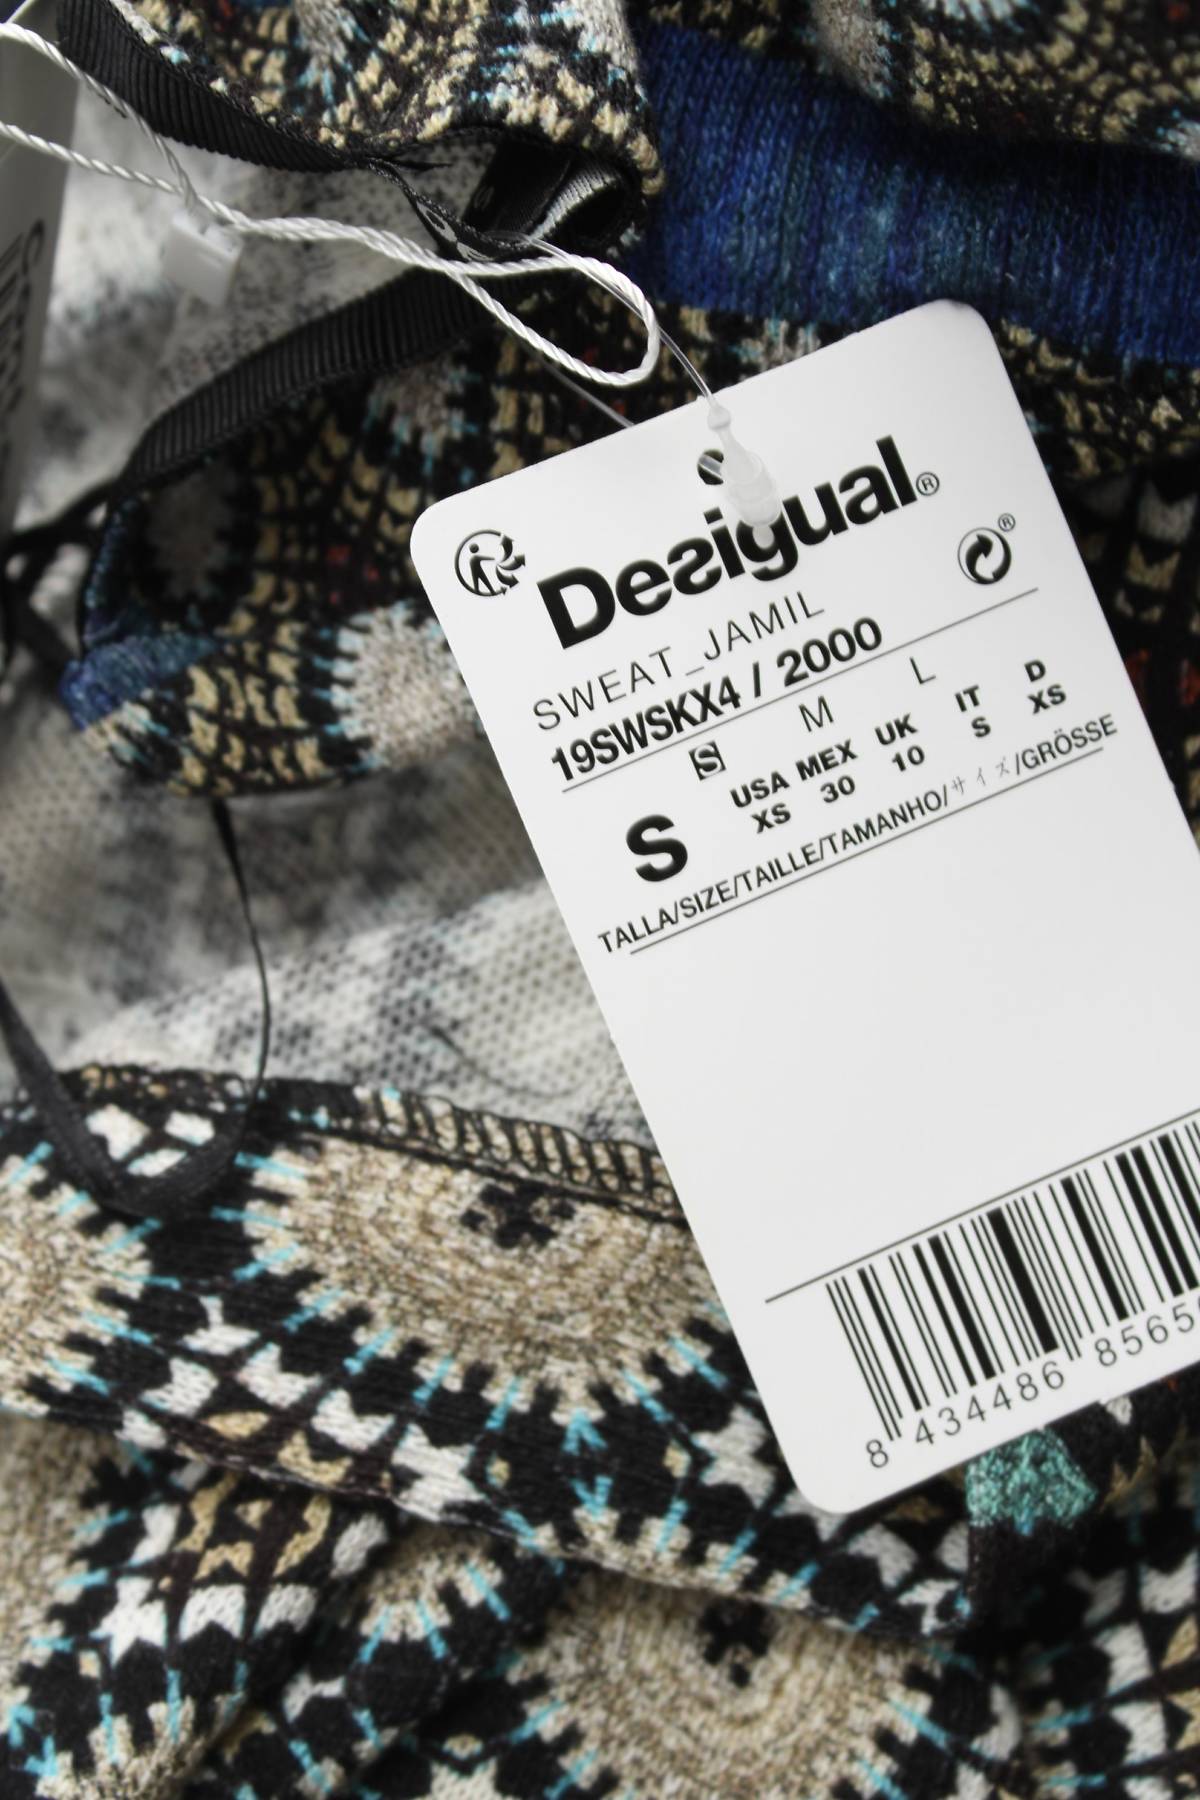 Desigual®
®
SWEAT_JAMIL
19SWSKX4 / 2000
S M L
S
USA MEX UK IT D
XS 30 10 S XS
TALLA/SIZE/TAILLE/TAMANHO/サイズ/GRÖSSE
8 434486 8565